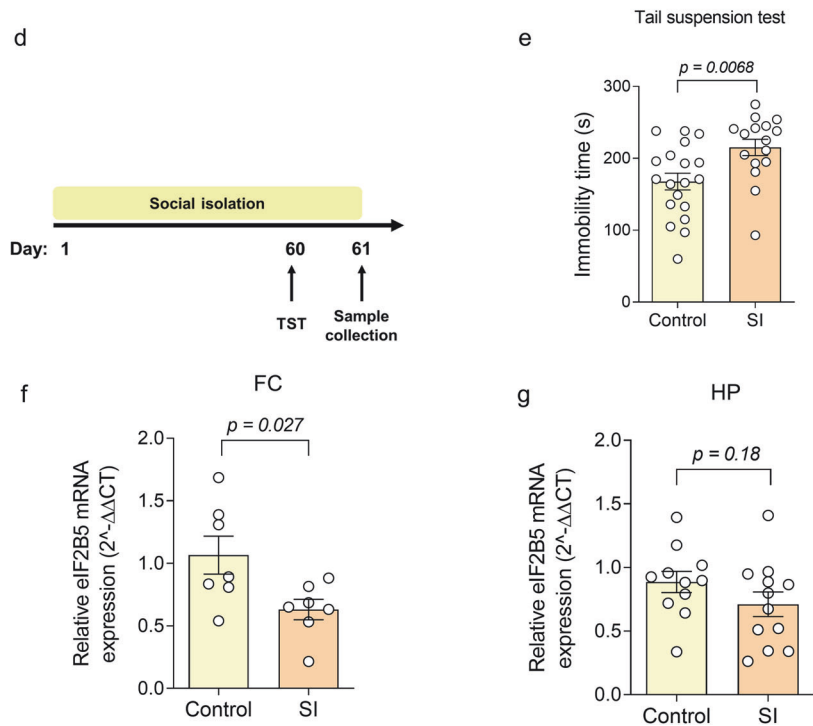 d
Social isolation
Day: 1 60 61
TST
Sample
collection
e
Tail suspension test
p = 0.0068
Immobility time (s)
300
200
100
0
Control SI
f
FC
p = 0.027
Relative eIF2B5 mRNA
expression (2^-ΔΔCT)
2.0
1.5
1.0
0.5
0.0
Control SI
g
HP
p = 0.18
Relative eIF2B5 mRNA
expression (2^-ΔΔCT)
2.0
1.5
1.0
0.5
0.0
Control SI